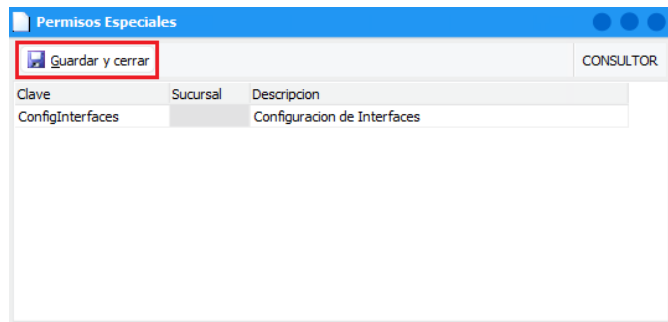 Permisos Especiales
Guardar y cerrar CONSULTOR
Clave Sucursal Descripcion
ConfigInterfaces Configuracion de Interfaces